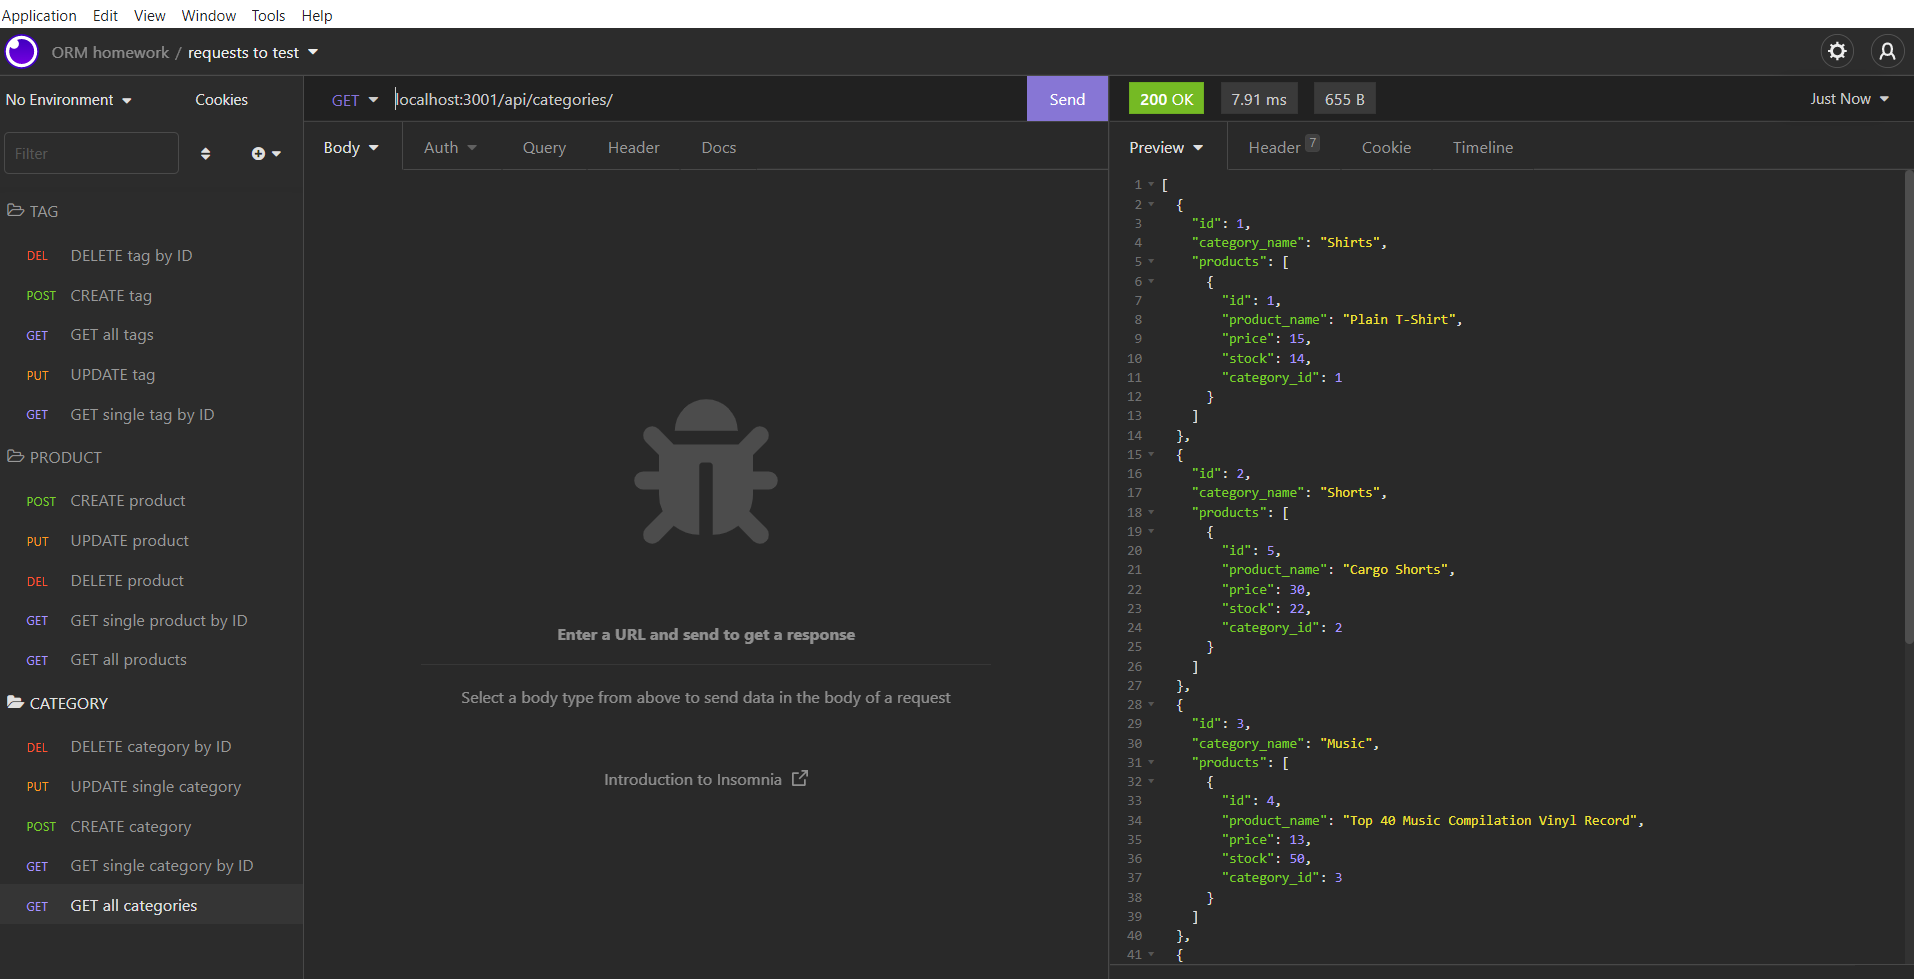 Application Edit View Window Tools Help
ORM homework / requests to test
No Environment Cookies
Filter
TAG
DEL DELETE tag by ID
POST CREATE tag
GET GET all tags
PUT UPDATE tag
GET GET single tag by ID
PRODUCT
POST CREATE product
PUT UPDATE product
DEL DELETE product
GET GET single product by ID
GET GET all products
CATEGORY
DEL DELETE category by ID
PUT UPDATE single category
POST CREATE category
GET GET single category by ID
GET GET all categories
GET localhost:3001/api/categories/ Send
Body Auth Query Header Docs
Enter a URL and send to get a response
Select a body type from above to send data in the body of a request
Introduction to Insomnia
200 OK 7.91 ms 655 B Just Now
Preview Header 7 Cookie Timeline
1 [
2 {
3 "id": 1,
4 "category_name": "Shirts",
5 "products": [
6 {
7 "id": 1,
8 "product_name": "Plain T-Shirt",
9 "price": 15,
10 "stock": 14,
11 "category_id": 1
12 }
13 ]
14 },
15 {
16 "id": 2,
17 "category_name": "Shorts",
18 "products": [
19 {
20 "id": 5,
21 "product_name": "Cargo Shorts",
22 "price": 30,
23 "stock": 22,
24 "category_id": 2
25 }
26 ]
27 },
28 {
29 "id": 3,
30 "category_name": "Music",
31 "products": [
32 {
33 "id": 4,
34 "product_name": "Top 40 Music Compilation Vinyl Record",
35 "price": 13,
36 "stock": 50,
37 "category_id": 3
38 }
39 ]
40 },
41 {